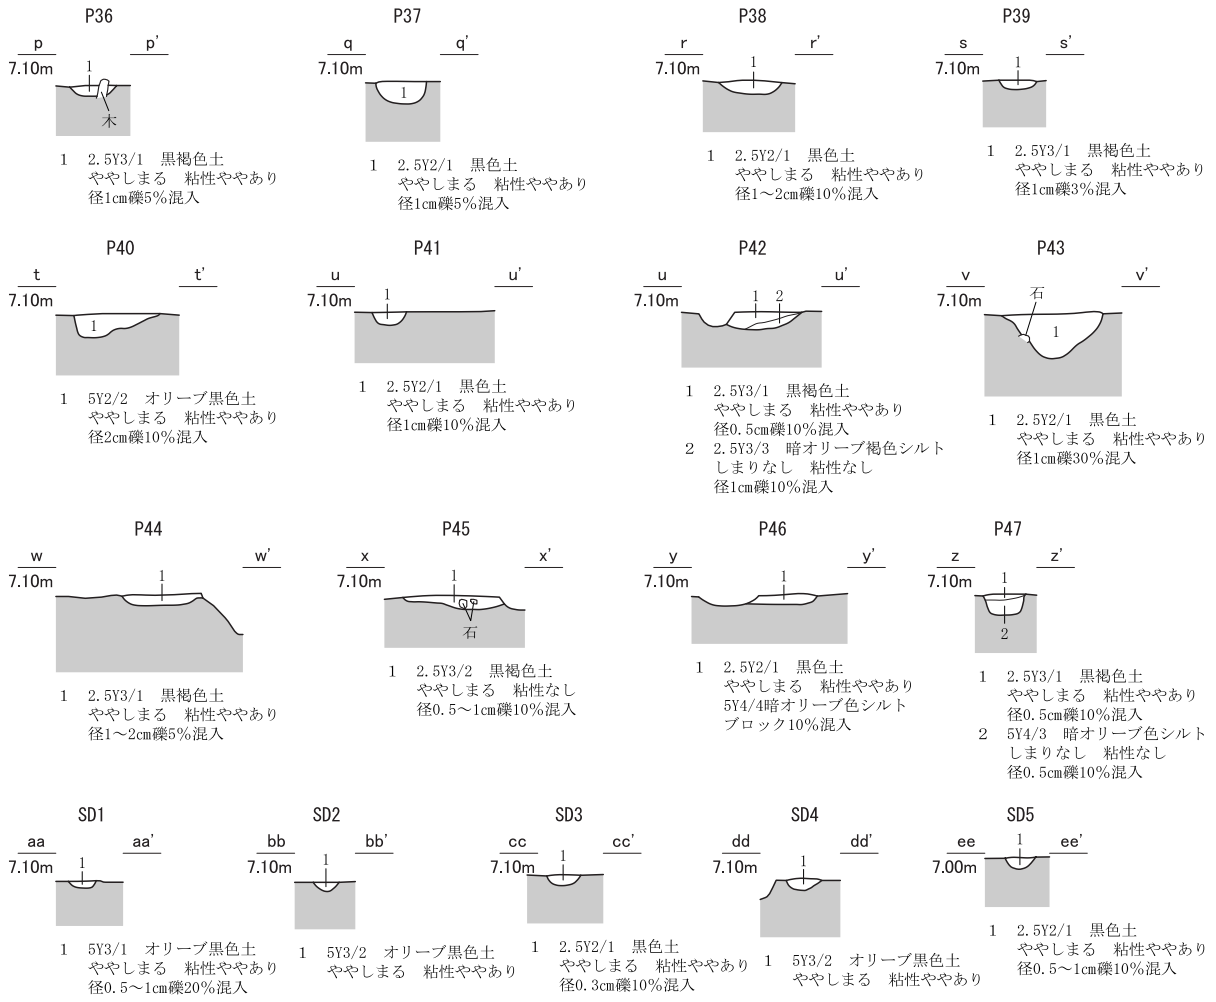 P36
p p'
7.10m
1
木
1 2.5Y3/1 黒褐色土
ややしまる 粘性ややあり
径1cm礫5%混入
P37
q q'
7.10m
1
1 2.5Y2/1 黒色土
ややしまる 粘性ややあり
径1cm礫5%混入
P38
r r'
7.10m
1
1 2.5Y2/1 黒色土
ややしまる 粘性ややあり
径1～2cm礫10%混入
P39
s s'
7.10m
1
1 2.5Y3/1 黒褐色土
ややしまる 粘性ややあり
径1cm礫3%混入
P40
t t'
7.10m
1
1 5Y2/2 オリーブ黒色土
ややしまる 粘性ややあり
径2cm礫10%混入
P41
u u'
7.10m
1
1 2.5Y2/1 黒色土
ややしまる 粘性ややあり
径1cm礫10%混入
P42
u u'
7.10m
1 2
1 2.5Y3/1 黒褐色土
ややしまる 粘性ややあり
径0.5cm礫10%混入
2 2.5Y3/3 暗オリーブ褐色シルト
しまりなし 粘性なし
径1cm礫10%混入
P43
v v'
7.10m
石
1
1 2.5Y2/1 黒色土
ややしまる 粘性ややあり
径1cm礫30%混入
P44
w w'
7.10m
1
1 2.5Y3/1 黒褐色土
ややしまる 粘性ややあり
径1～2cm礫5%混入
P45
x x'
7.10m
1
石
1 2.5Y3/2 黒褐色土
ややしまる 粘性なし
径0.5～1cm礫10%混入
P46
y y'
7.10m
1
1 2.5Y2/1 黒色土
ややしまる 粘性ややあり
5Y4/4暗オリーブ色シルト
ブロック10%混入
P47
z z'
7.10m
1
2
1 2.5Y3/1 黒褐色土
ややしまる 粘性ややあり
径0.5cm礫10%混入
2 5Y4/3 暗オリーブ色シルト
しまりなし 粘性なし
径0.5cm礫10%混入
SD1
aa aa'
7.10m
1
1 5Y3/1 オリーブ黒色土
ややしまる 粘性ややあり
径0.5～1cm礫20%混入
SD2
bb bb'
7.10m
1
1 5Y3/2 オリーブ黒色土
ややしまる 粘性ややあり
SD3
cc cc'
7.10m
1
1 2.5Y2/1 黒色土
ややしまる 粘性ややあり
径0.3cm礫10%混入
SD4
dd dd'
7.10m
1
1 5Y3/2 オリーブ黒色土
ややしまる 粘性ややあり
SD5
ee ee'
7.00m
1
1 2.5Y2/1 黒色土
ややしまる 粘性ややあり
径0.5～1cm礫10%混入